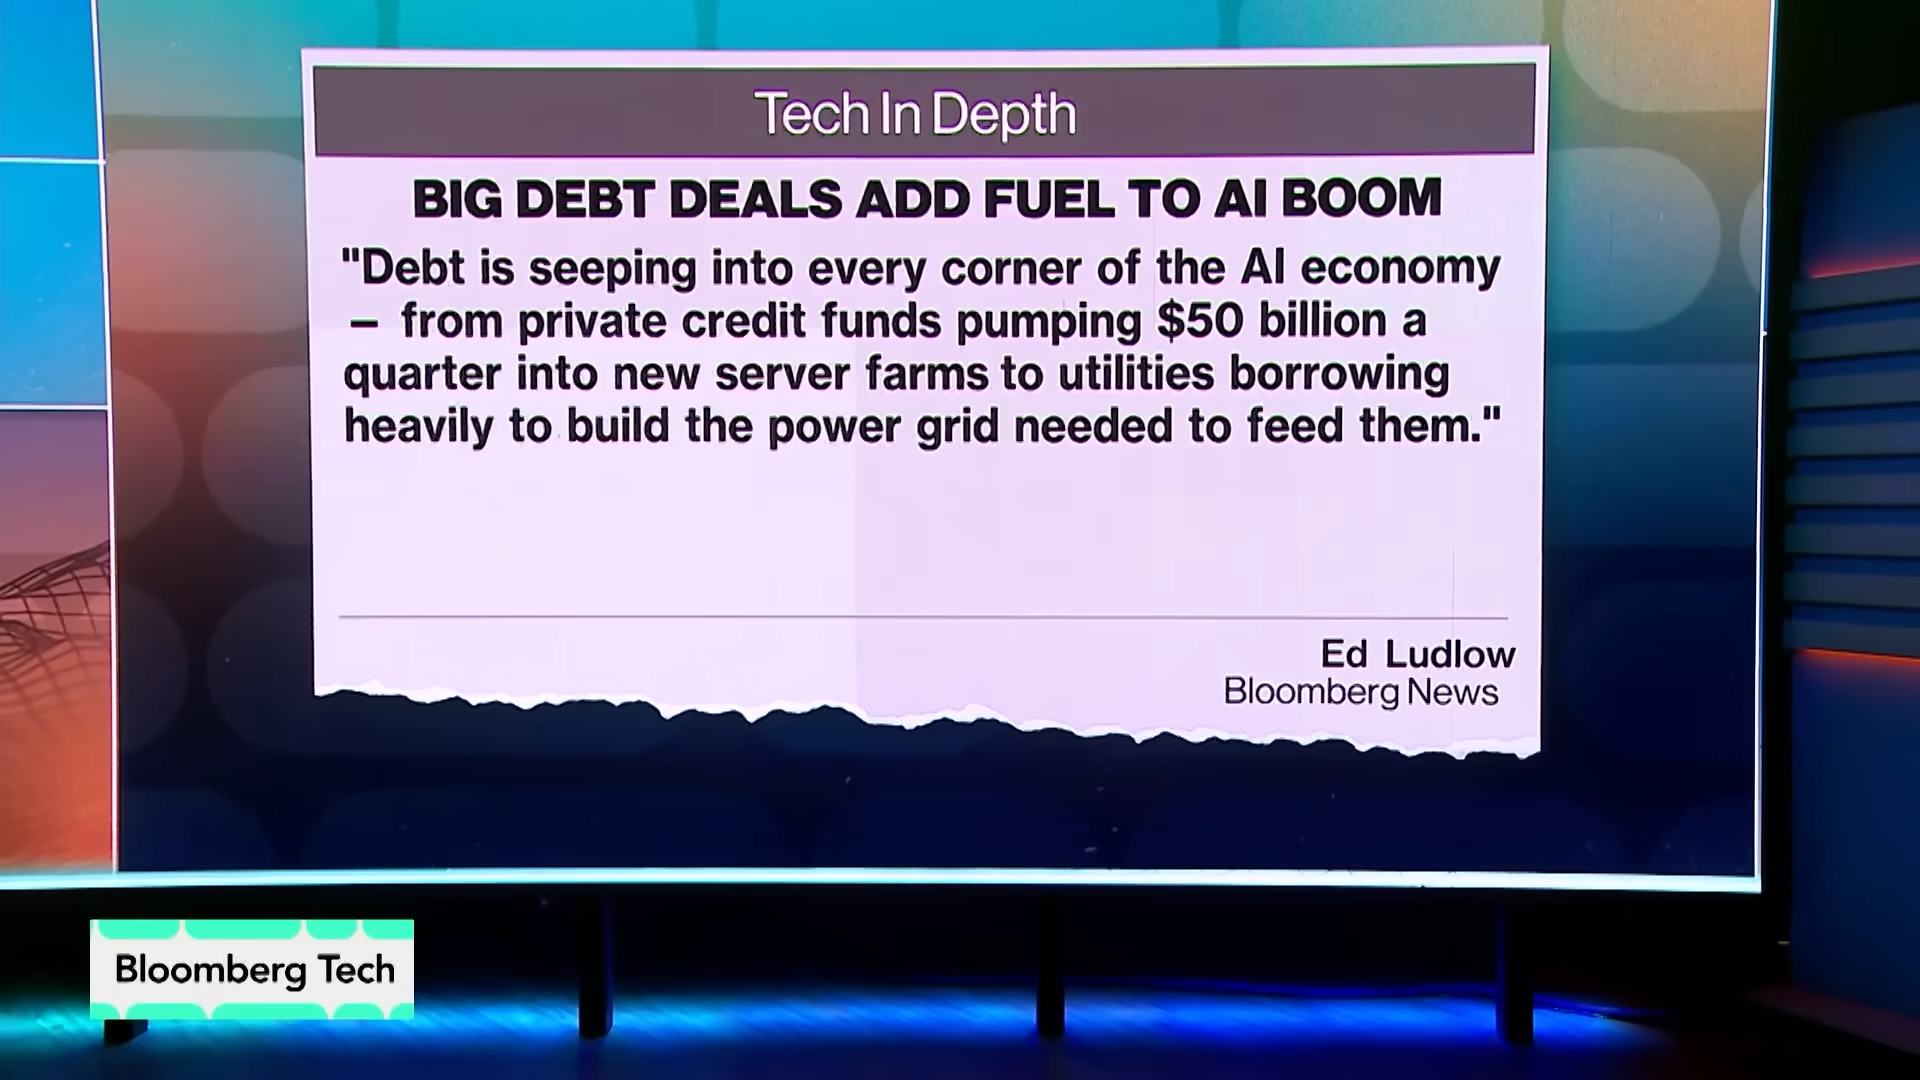 Tech In Depth
BIG DEBT DEALS ADD FUEL TO AI BOOM
"Debt is seeping into every corner of the AI economy
– from private credit funds pumping $50 billion a
quarter into new server farms to utilities borrowing
heavily to build the power grid needed to feed them."
Ed Ludlow
Bloomberg News
Bloomberg Tech